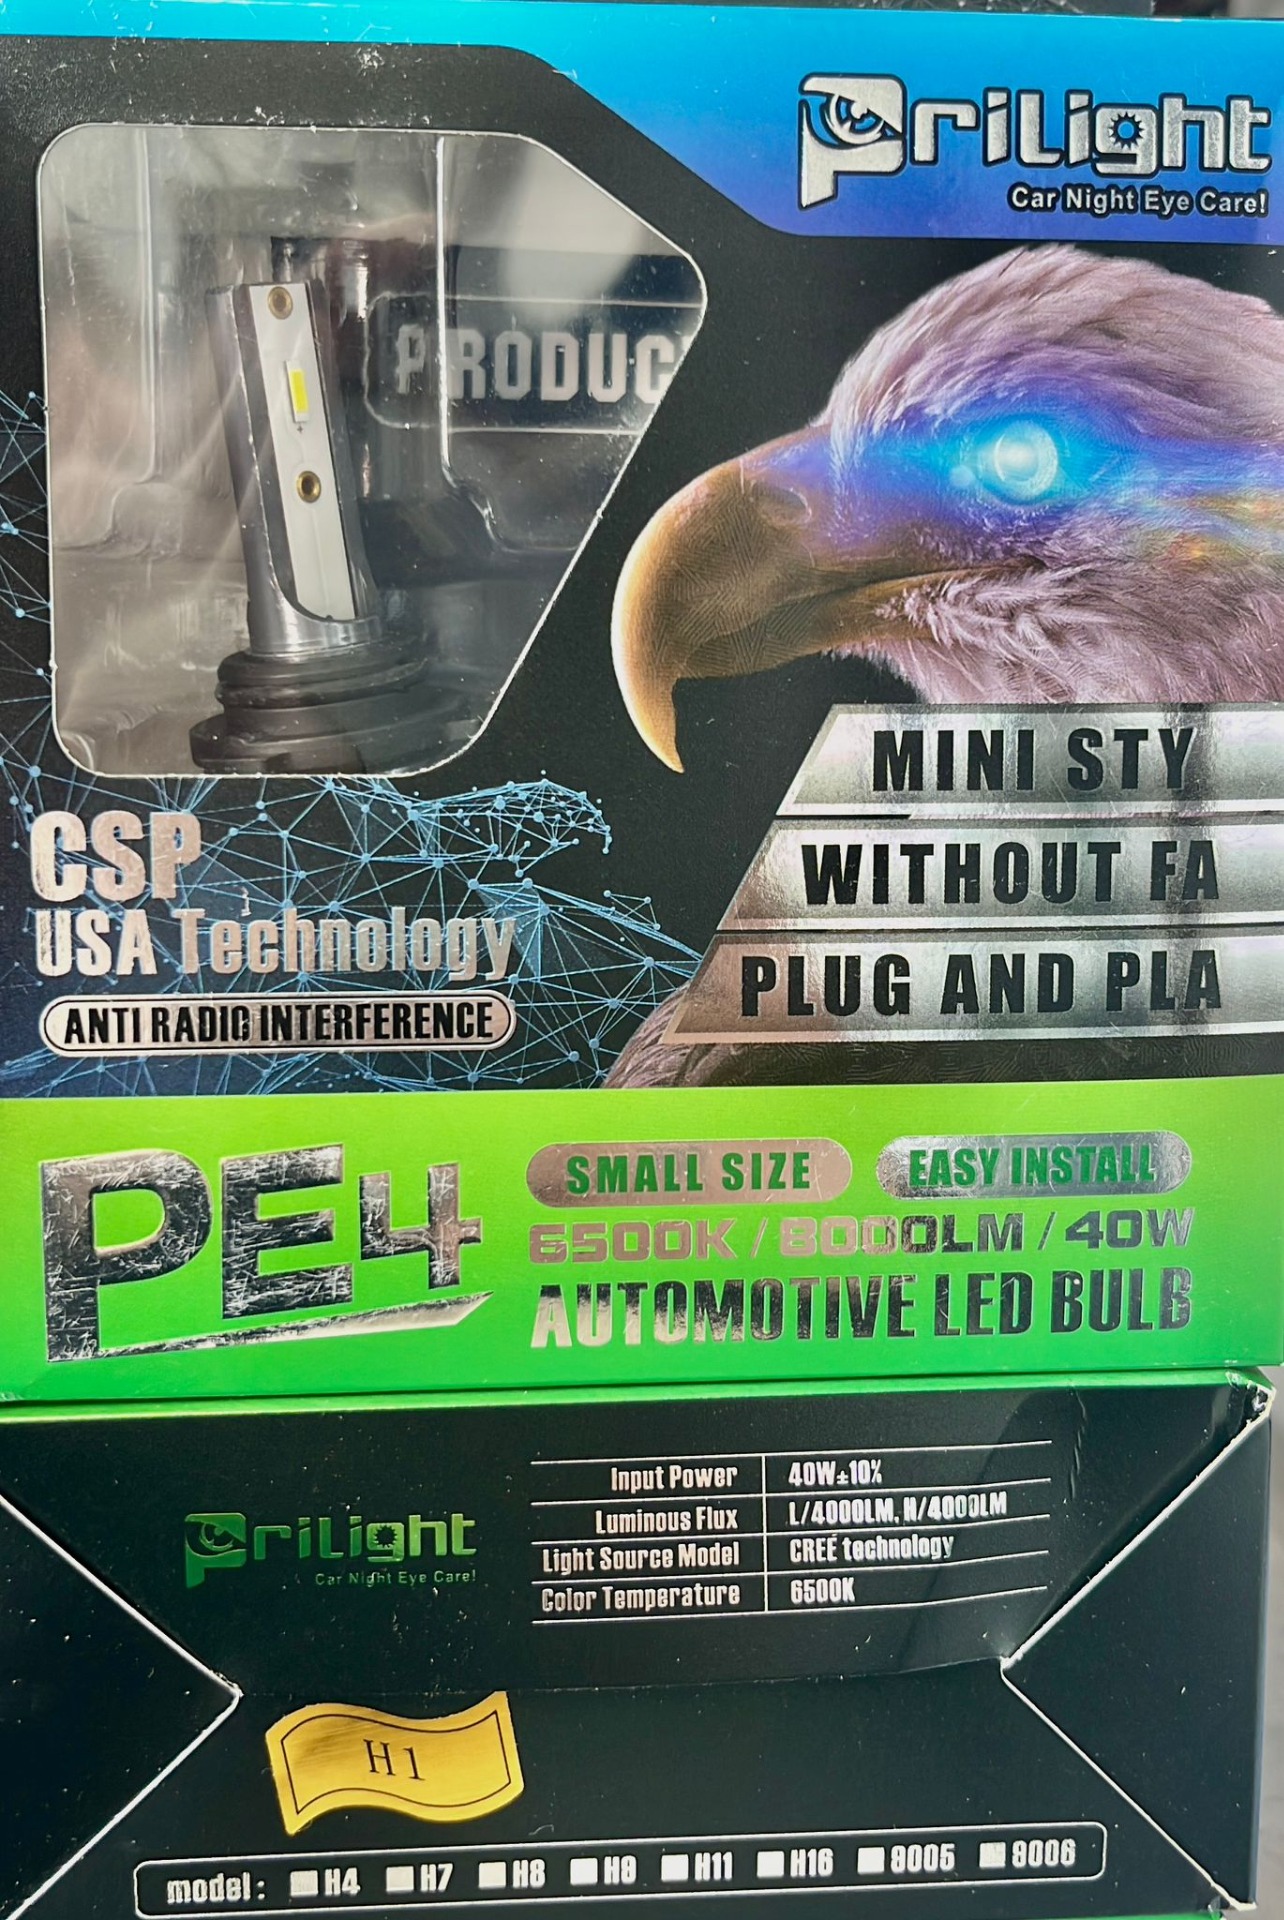 PriLight
Car Night Eye Care!
PRODUC
MINI STY
WITHOUT FA
PLUG AND PLA
CSP
USA Technology
ANTI RADIO INTERFERENCE
PE4
SMALL SIZE EASY INSTALL
6500K / 8000LM / 40W
AUTOMOTIVE LED BULB
PriLight
Car Night Eye Care!
Input Power 40W±10%
Luminous Flux L/4000LM, H/4000LM
Light Source Model CREE technology
Color Temperature 6500K
H1
model: H4 H7 H8 H9 H11 H16 9005 9006